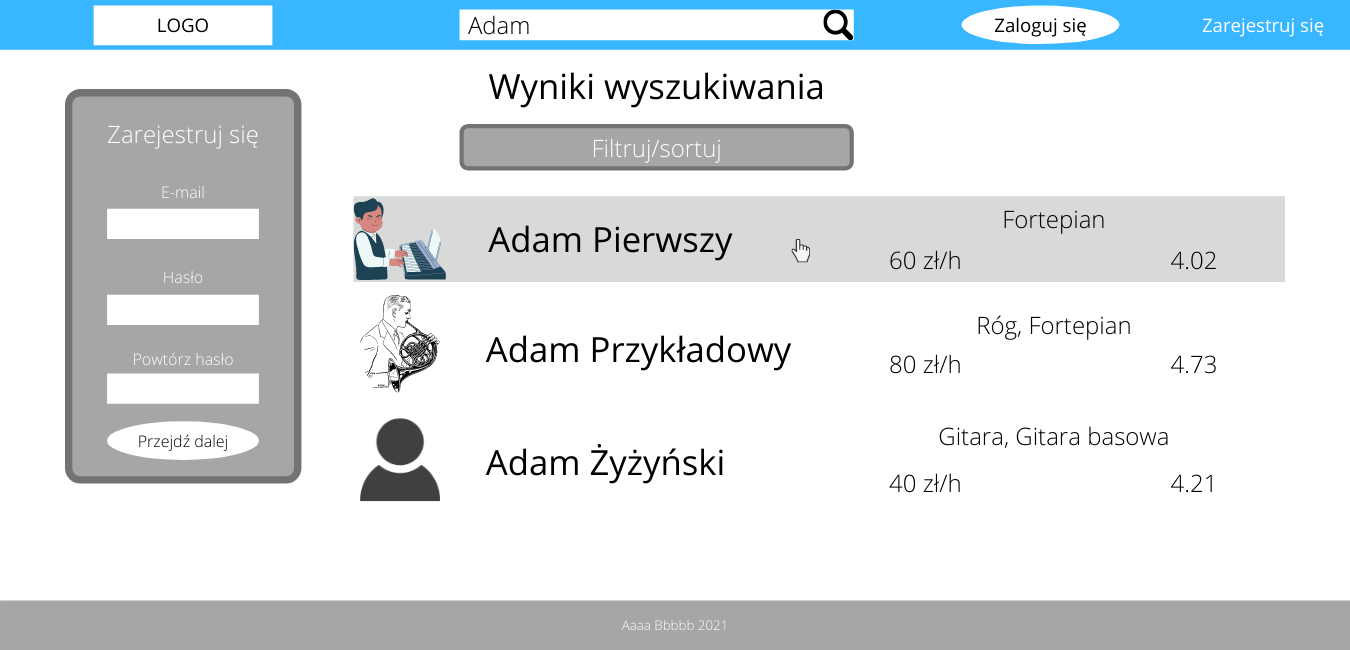 LOGO
Adam
Zaloguj się
Zarejestruj się
Zarejestruj się
E-mail
Hasło
Powtórz hasło
Przejdź dalej
Wyniki wyszukiwania
Filtruj/sortuj
Adam Pierwszy
Fortepian
60 zł/h
4.02
Adam Przykładowy
Róg, Fortepian
80 zł/h
4.73
Adam Żyżyński
Gitara, Gitara basowa
40 zł/h
4.21
Aaaa Bbbbb 2021